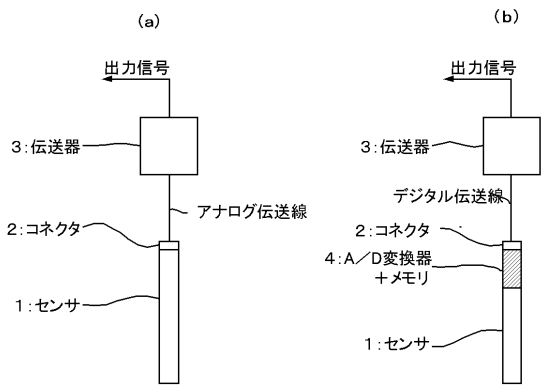 (a)
出力信号
3:伝送器
アナログ伝送線
2:コネクタ
1:センサ
(b)
出力信号
3:伝送器
デジタル伝送線
2:コネクタ
4:A/D変換器
+メモリ
1:センサ